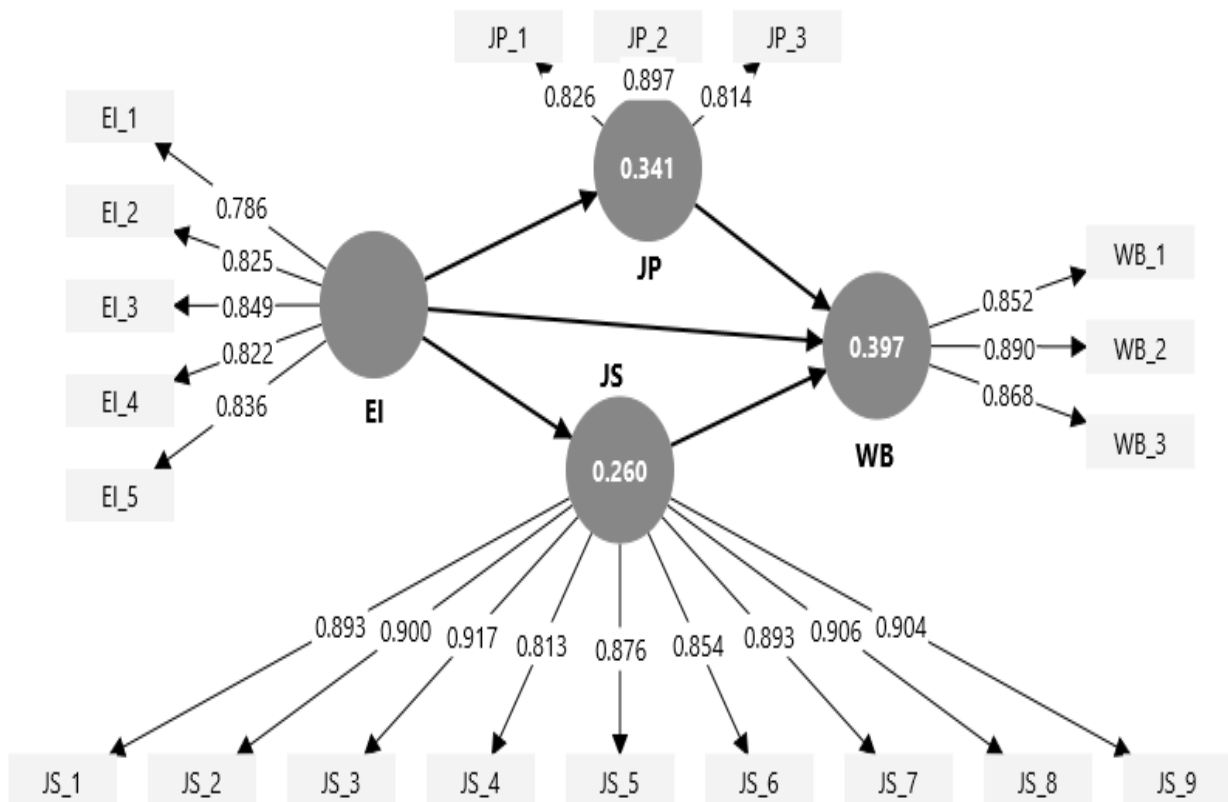 JP_1 JP_2 JP_3
0.826 0.897 0.814
EI_1
EI_2
EI_3
EI_4
EI_5
0.786
0.825
0.849
0.822
0.836
EI
0.341
JP
JS
0.260
0.397
WB
WB_1
WB_2
WB_3
0.852
0.890
0.868
0.893 0.900 0.917 0.813 0.876 0.854 0.893 0.906 0.904
JS_1 JS_2 JS_3 JS_4 JS_5 JS_6 JS_7 JS_8 JS_9